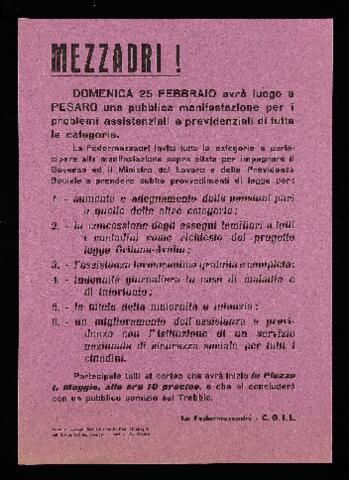 MEZZADRI !
DOMENICA 25 FEBBRAIO avrà luogo a
PESARO una pubblica manifestazione per i
problemi assistenziali e previdenziali di tutta
la categoria.
La Federmezzadri invita tutta la categoria a parte-
cipare alla manifestazione sopra citata per impegnare il
Governo ed il Ministro del Lavoro e della Previdenza
Sociale a prendere subito provvedimenti di legge per:
1. - aumento e adeguamento delle pensioni pari
a quelle delle altre categorie;
2. - la concessione degli assegni familiari a tutti
i contadini come richiesto dal progetto
legge
3. - l'assistenza farmaceutica gratuita e completa;
4. - indennità giornaliera in caso di malattia e
di infortunio;
5. - la tutela della maternità e infanzia;
6. - un miglioramento dell'assistenza e previ-
denza con l'istituzione di un servizio
nazionale di sicurezza sociale per tutti i
cittadini.
Partecipate tutti al corteo che avrà inizio in Piazza
I. Maggio, alle ore 10 precise, e che si concluderà
con un pubblico comizio sul Trebbio.
La Federmezzadri - C. G. I. L.